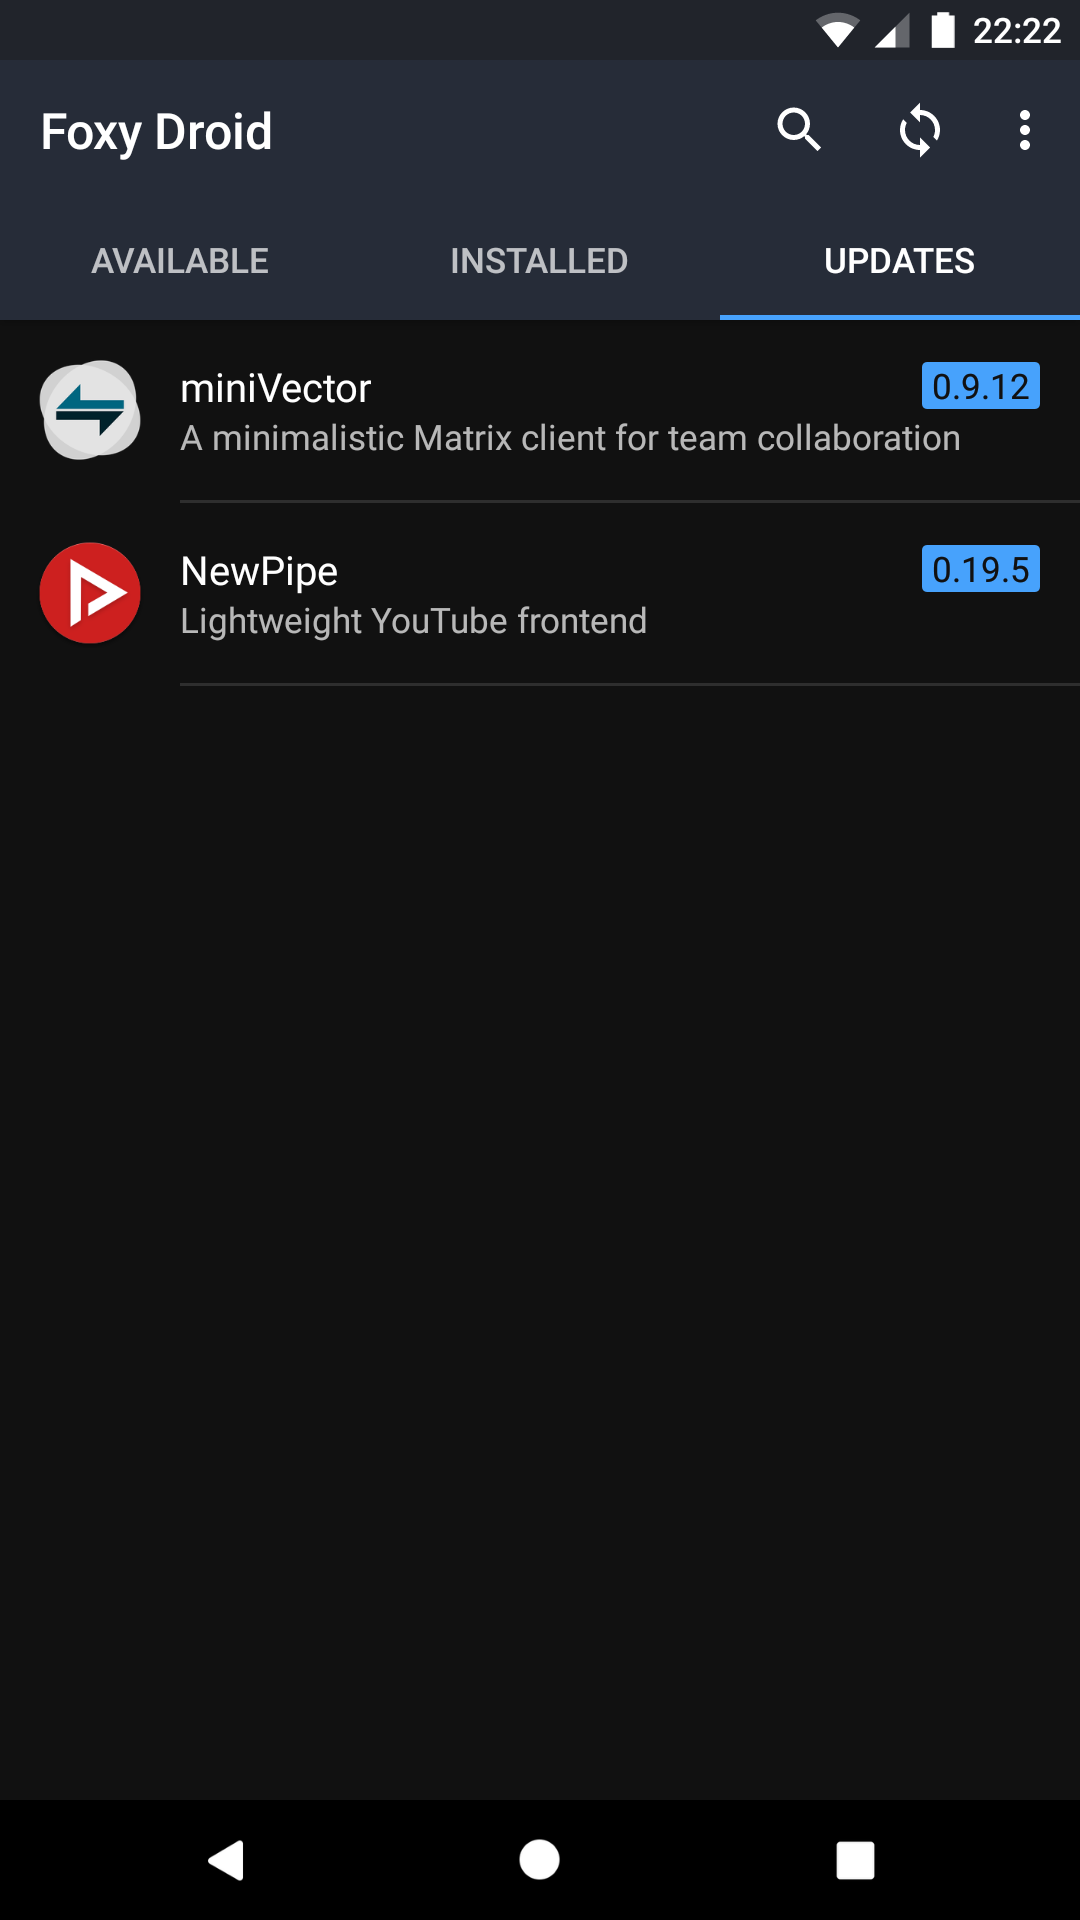 22:22
Foxy Droid
AVAILABLE INSTALLED UPDATES
miniVector 0.9.12
A minimalistic Matrix client for team collaboration
NewPipe 0.19.5
Lightweight YouTube frontend